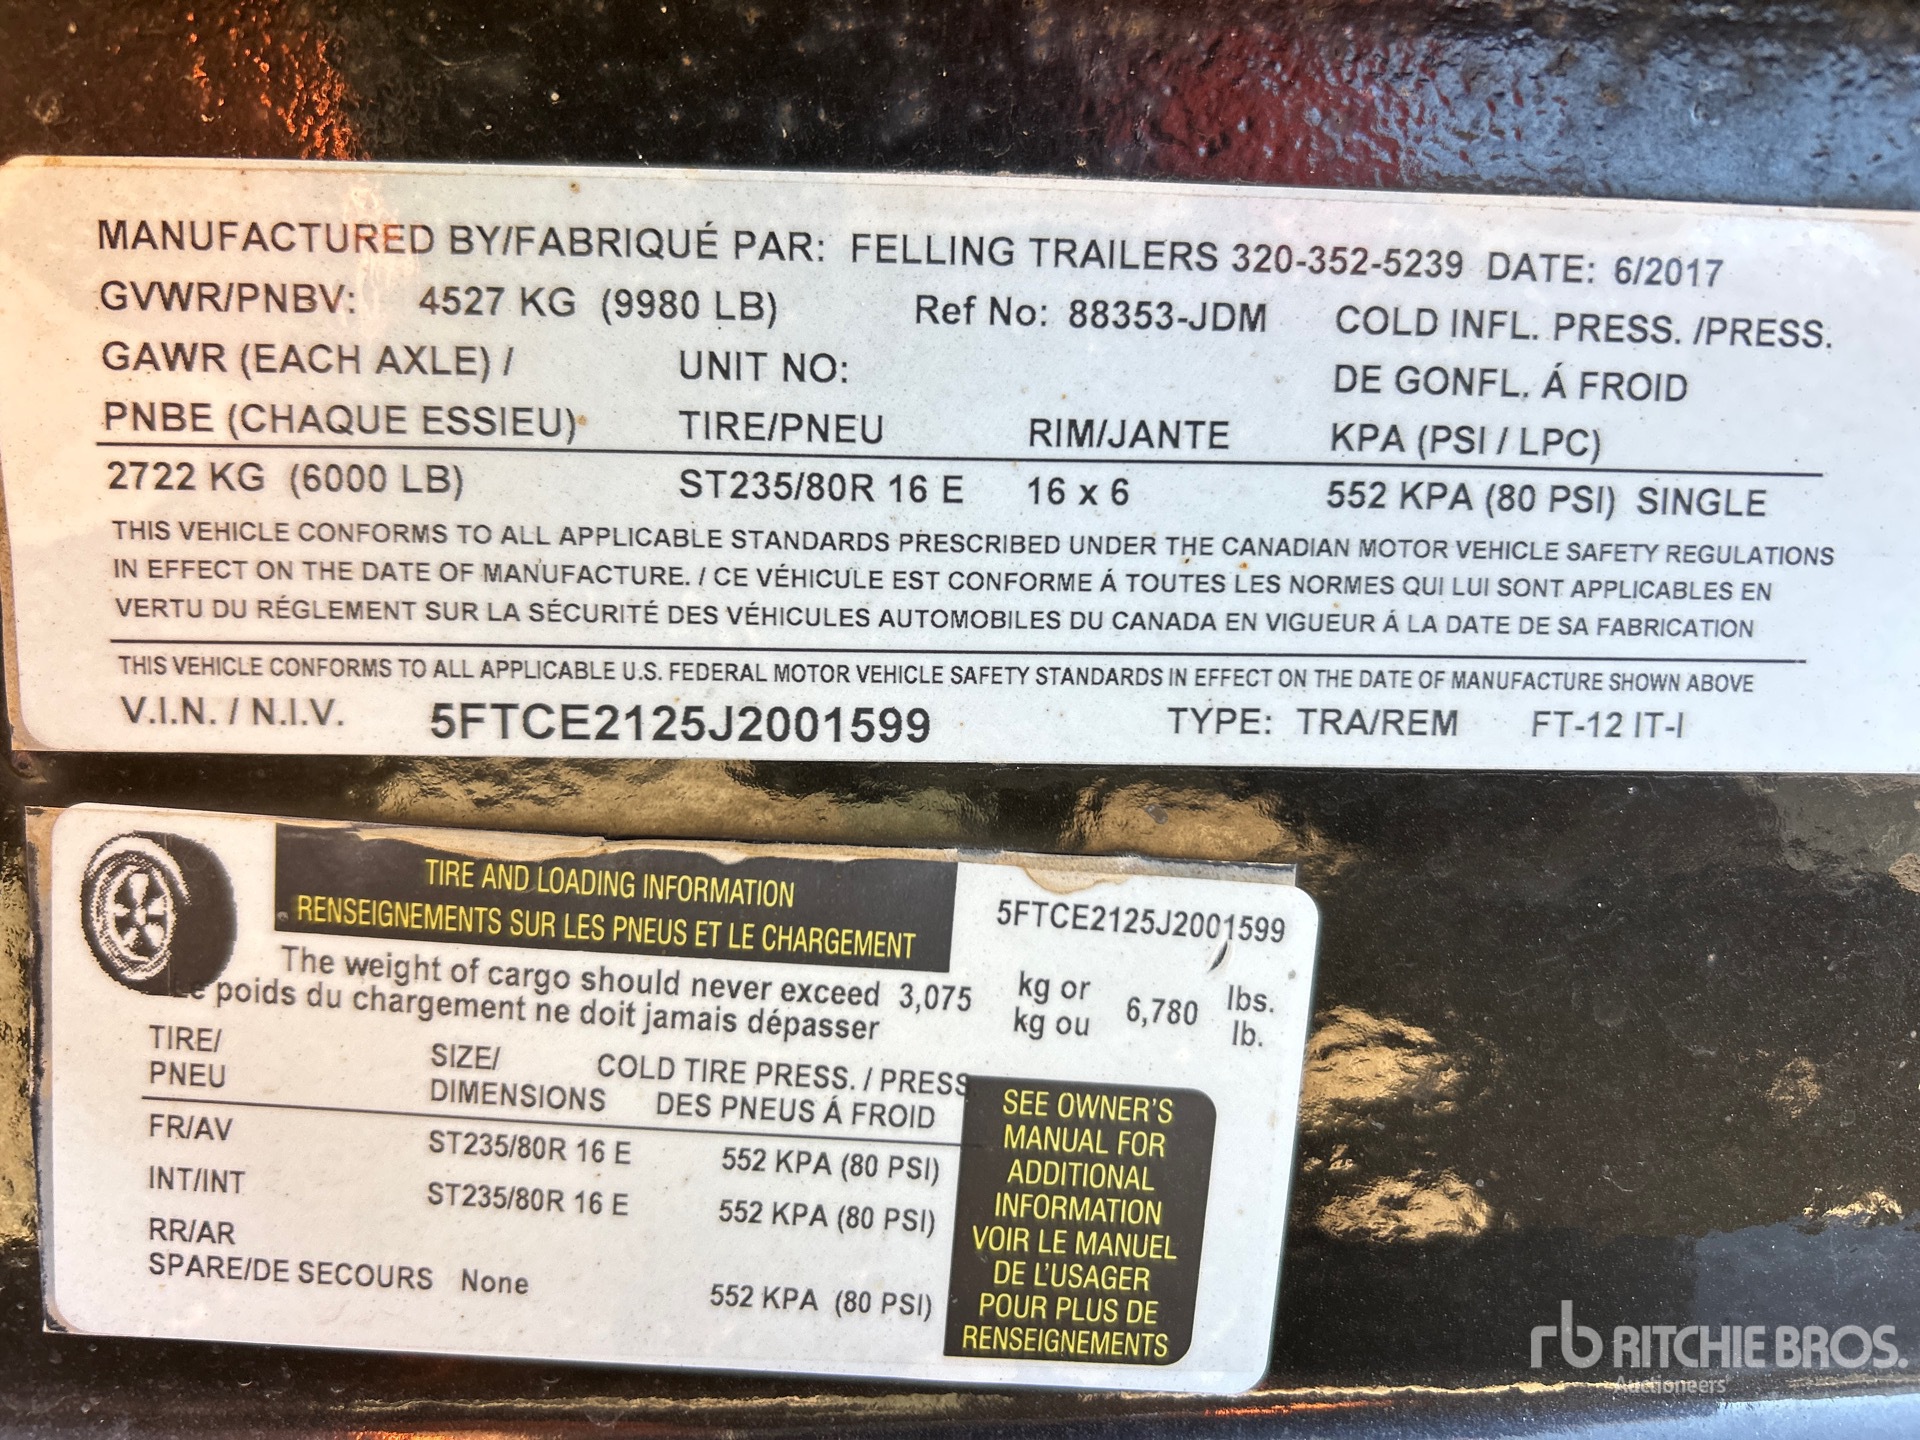 MANUFACTURED BY/FABRIQUÉ PAR: FELLING TRAILERS 320-352-5239 DATE: 6/2017
GVWR/PNBV: 4527 KG (9980 LB) Ref No: 88353-JDM COLD INFL. PRESS. /PRESS.
GAWR (EACH AXLE) / UNIT NO: DE GONFL. Á FROID
PNBE (CHAQUE ESSIEU) TIRE/PNEU RIM/JANTE KPA (PSI / LPC)
2722 KG (6000 LB) ST235/80R 16 E 16 x 6 552 KPA (80 PSI) SINGLE
THIS VEHICLE CONFORMS TO ALL APPLICABLE STANDARDS PRESCRIBED UNDER THE CANADIAN MOTOR VEHICLE SAFETY REGULATIONS
IN EFFECT ON THE DATE OF MANUFACTURE. / CE VÉHICULE EST CONFORME Á TOUTES LES NORMES QUI LUI SONT APPLICABLES EN
VERTU DU RÉGLEMENT SUR LA SÉCURITÉ DES VÉHICULES AUTOMOBILES DU CANADA EN VIGUEUR Á LA DATE DE SA FABRICATION
THIS VEHICLE CONFORMS TO ALL APPLICABLE U.S. FEDERAL MOTOR VEHICLE SAFETY STANDARDS IN EFFECT ON THE DATE OF MANUFACTURE SHOWN ABOVE
V.I.N. / N.I.V. 5FTCE2125J2001599 TYPE: TRA/REM FT-12 IT-I
TIRE AND LOADING INFORMATION
RENSEIGNEMENTS SUR LES PNEUS ET LE CHARGEMENT
5FTCE2125J2001599
The weight of cargo should never exceed 3,075 kg or 6,780 lbs.
Le poids du chargement ne doit jamais dépasser kg ou lb.
TIRE/ SIZE/ COLD TIRE PRESS. / PRESS
PNEU DIMENSIONS DES PNEUS Á FROID
FR/AV ST235/80R 16 E 552 KPA (80 PSI)
INT/INT ST235/80R 16 E 552 KPA (80 PSI)
RR/AR
SPARE/DE SECOURS None 552 KPA (80 PSI)
SEE OWNER'S
MANUAL FOR
ADDITIONAL
INFORMATION
VOIR LE MANUEL
DE L'USAGER
POUR PLUS DE
RENSEIGNEMENTS
rb RITCHIE BROS.
Auctioneers